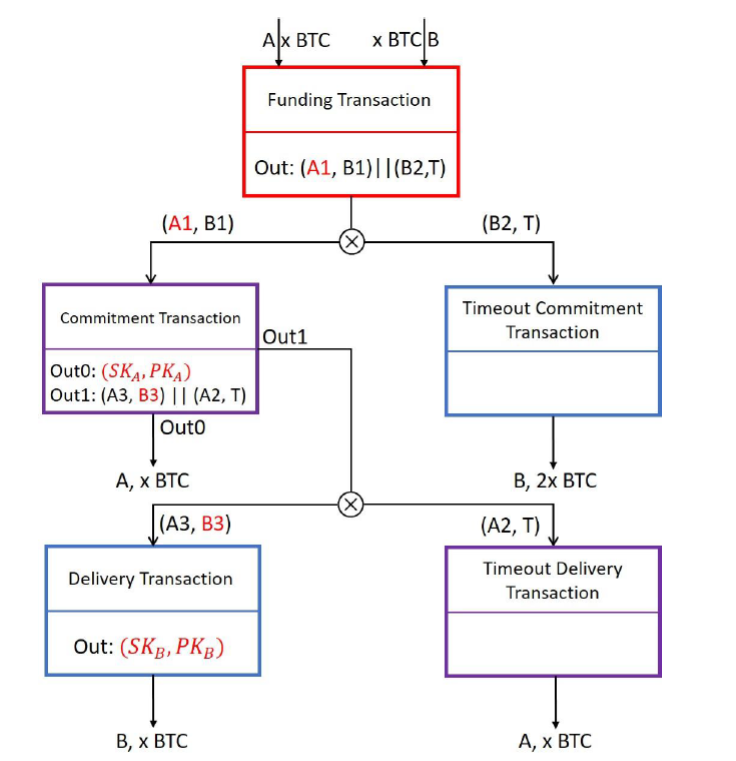 A x BTC x BTC B
Funding Transaction
Out: (A1, B1)||(B2,T)
(A1, B1)
(B2, T)
Commitment Transaction
Out0: (SK_A, PK_A)
Out1: (A3, B3) || (A2, T)
Out1
Timeout Commitment
Transaction
Out0
A, x BTC
B, 2x BTC
(A3, B3)
(A2, T)
Delivery Transaction
Out: (SK_B, PK_B)
Timeout Delivery
Transaction
B, x BTC
A, x BTC